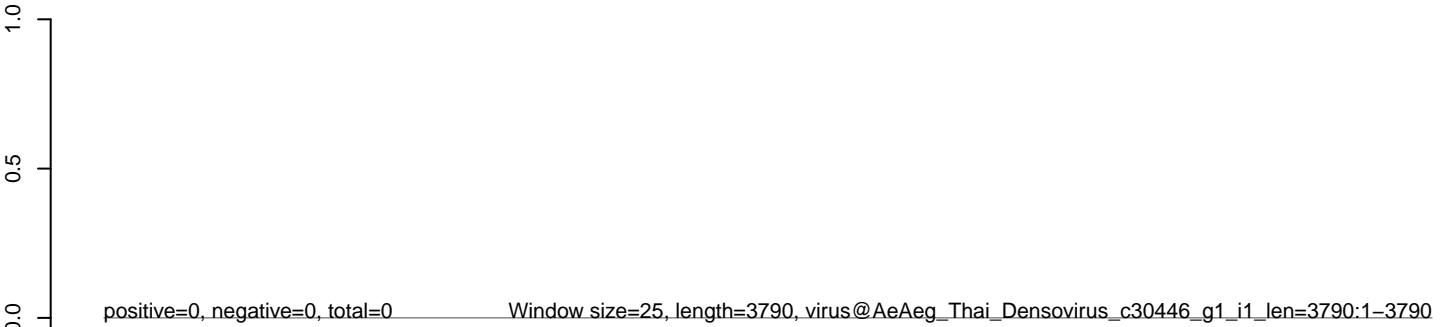 1.0
0.5
0.0
positive=0, negative=0, total=0
Window size=25, length=3790, virus@AeAeg_Thai_Densovirus_c30446_g1_i1_len=3790:1−3790